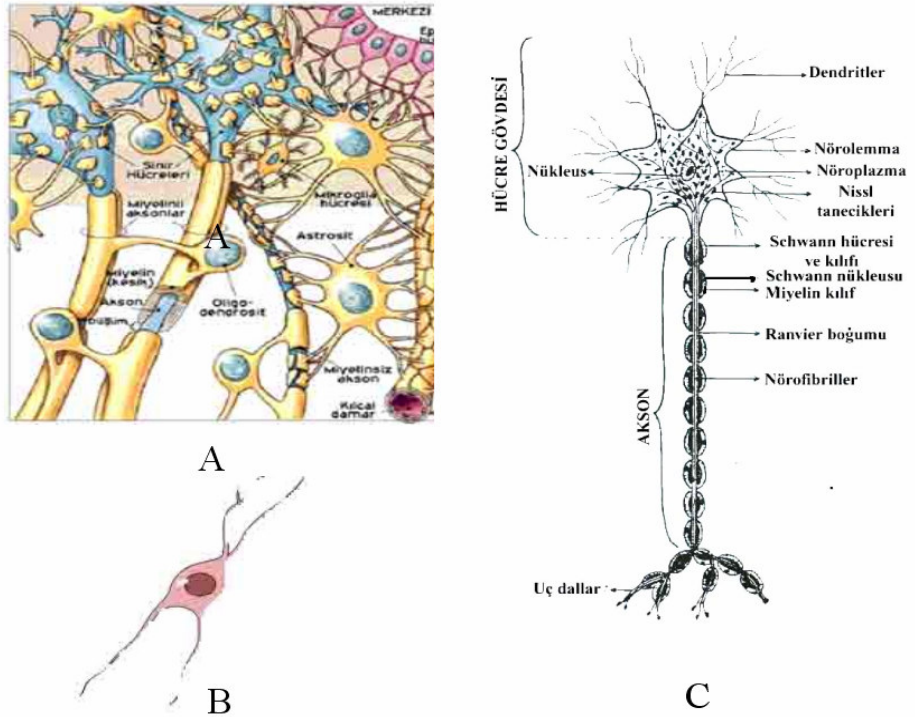 MERKEZİ
Ep
Sinir
Hücreleri
Mikroglia
hücresi
Miyelinli
aksonlar
A
Astrosit
Miyelin
(kesik)
Akson
Oligo-
dendrosit
Miyelinsiz
akson
Kılcal
damar
A
B
HÜCRE GÖVDESİ
Dendritler
Nörolemma
Nükleus
Nöroplazma
Nissl
tanecikleri
Schwann hücresi
ve kılıfı
Schwann nükleusu
Miyelin kılıf
Ranvier boğumu
Nörofibriller
AKSON
Uç dallar
C